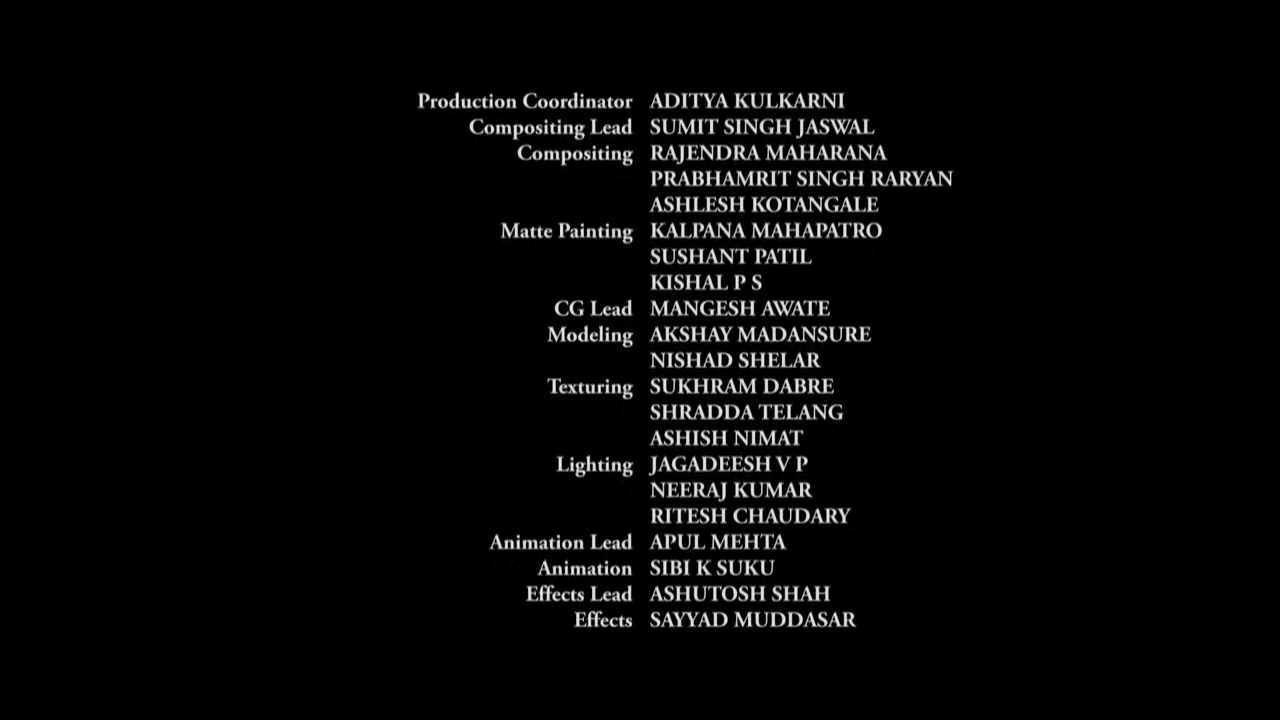 Production Coordinator ADITYA KULKARNI
Compositing Lead SUMIT SINGH JASWAL
Compositing RAJENDRA MAHARANA
PRABHAMRIT SINGH RARYAN
ASHLESH KOTANGALE
Matte Painting KALPANA MAHAPATRO
SUSHANT PATIL
KISHAL P S
CG Lead MANGESH AWATE
Modeling AKSHAY MADANSURE
NISHAD SHELAR
Texturing SUKHRAM DABRE
SHRADDA TELANG
ASHISH NIMAT
Lighting JAGADEESH V P
NEERAJ KUMAR
RITESH CHAUDARY
Animation Lead APUL MEHTA
Animation SIBI K SUKU
Effects Lead ASHUTOSH SHAH
Effects SAYYAD MUDDASAR